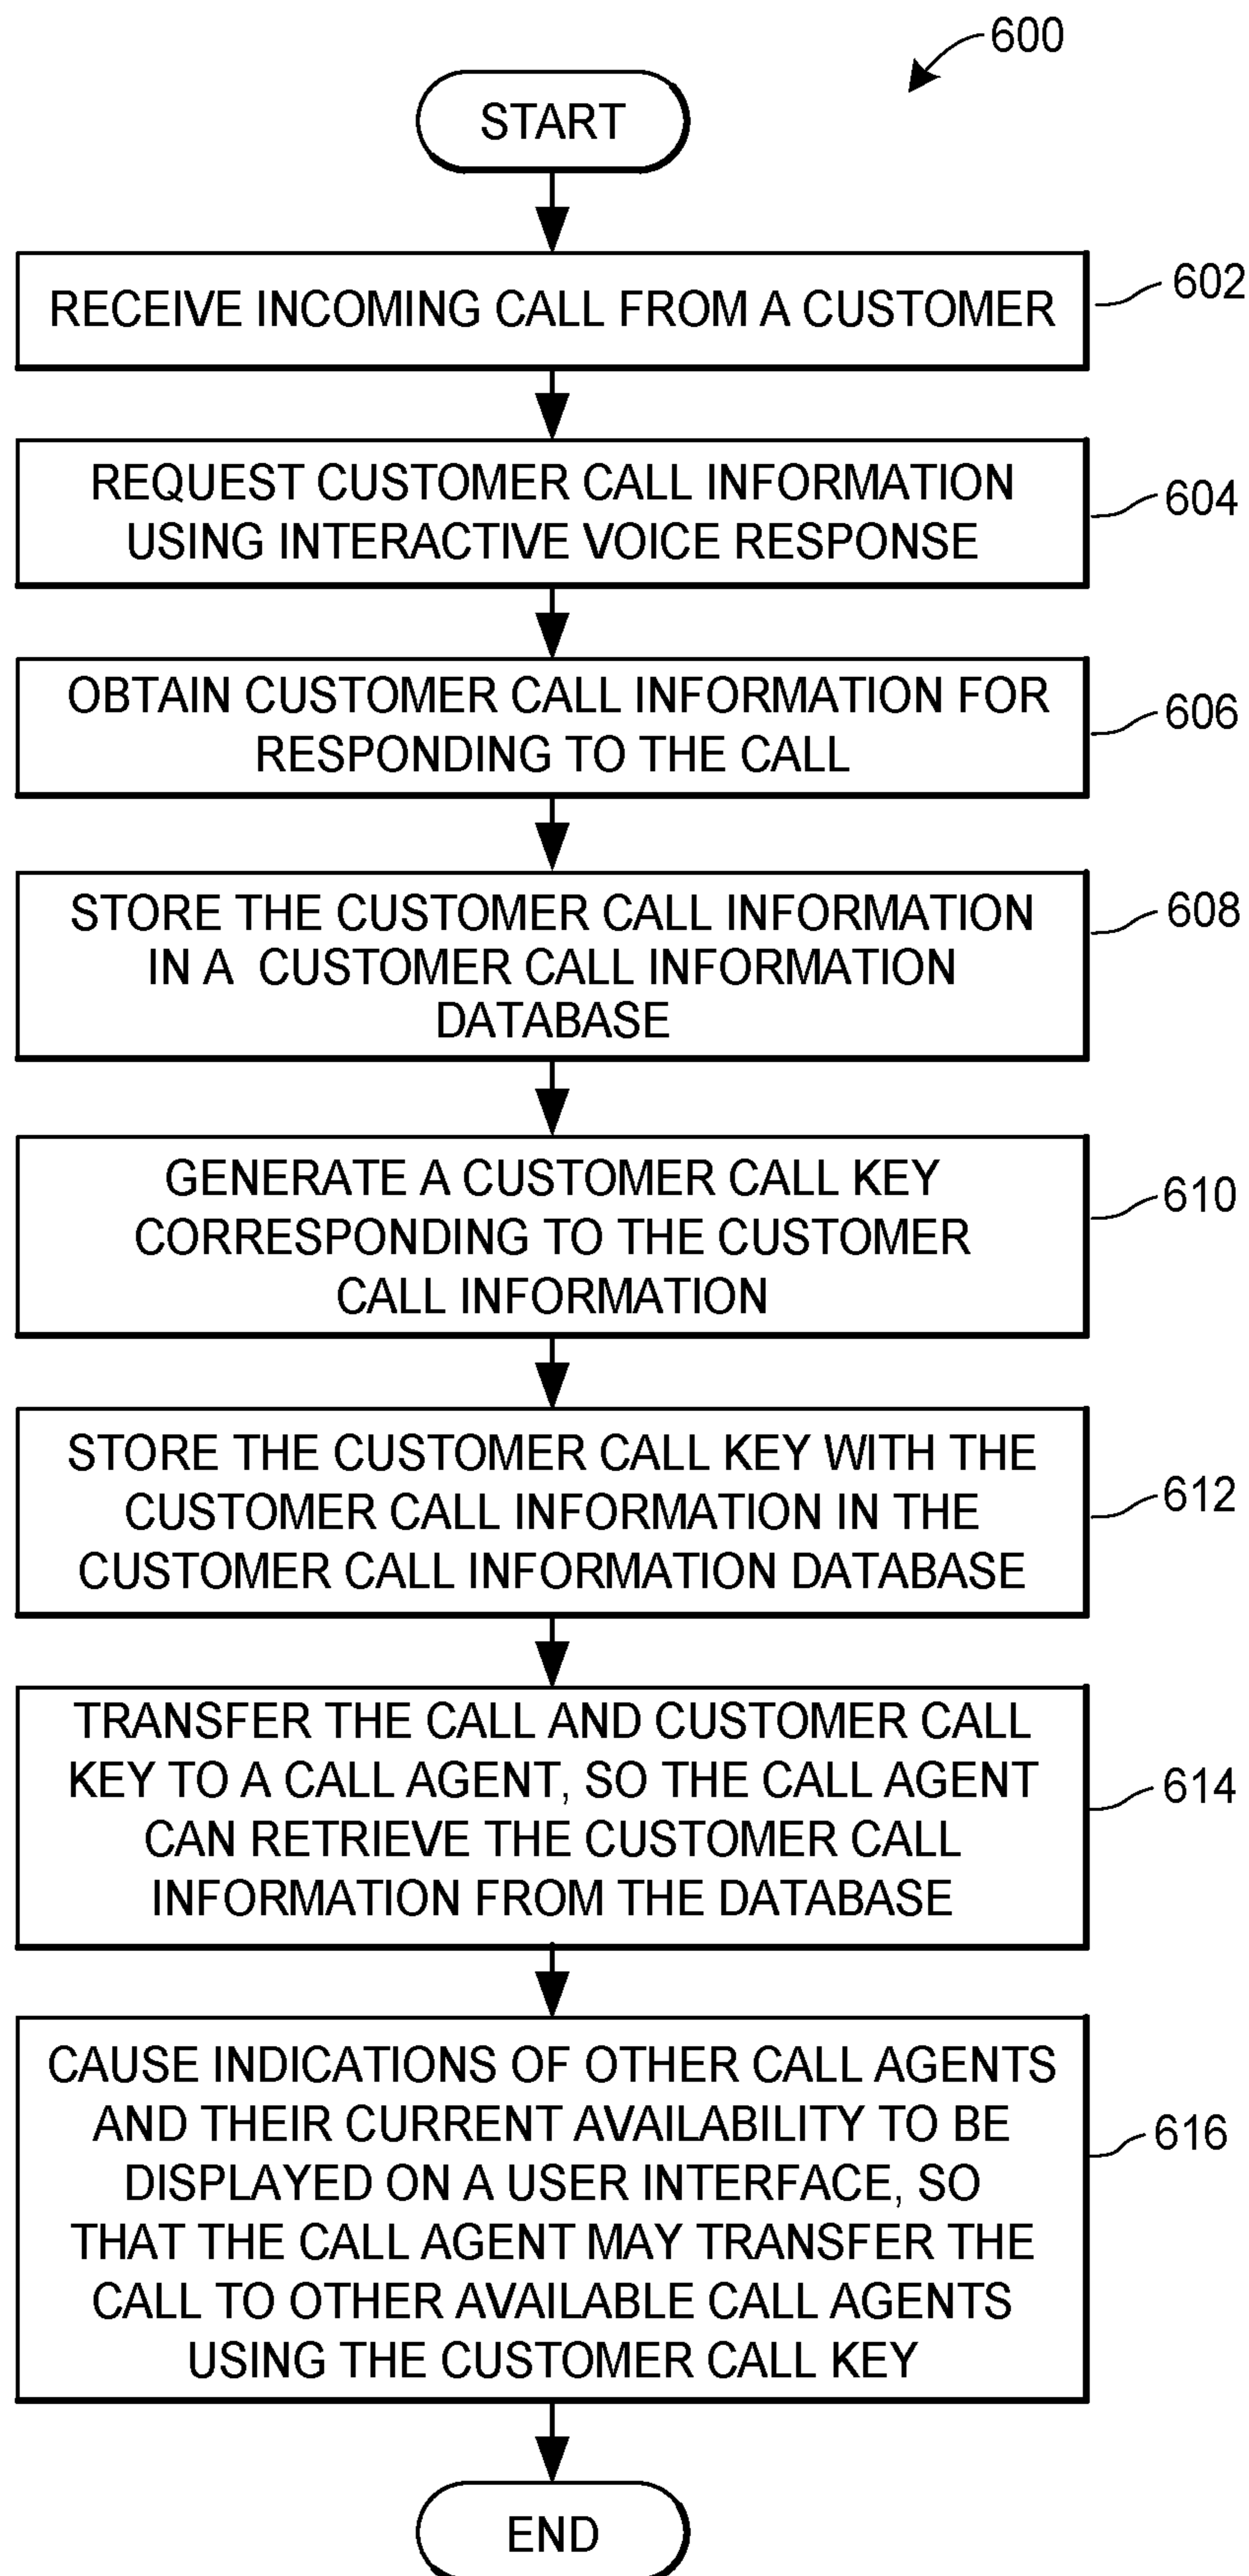 600
START
RECEIVE INCOMING CALL FROM A CUSTOMER
602
REQUEST CUSTOMER CALL INFORMATION
USING INTERACTIVE VOICE RESPONSE
604
OBTAIN CUSTOMER CALL INFORMATION FOR
RESPONDING TO THE CALL
606
STORE THE CUSTOMER CALL INFORMATION
IN A CUSTOMER CALL INFORMATION
DATABASE
608
GENERATE A CUSTOMER CALL KEY
CORRESPONDING TO THE CUSTOMER
CALL INFORMATION
610
STORE THE CUSTOMER CALL KEY WITH THE
CUSTOMER CALL INFORMATION IN THE
CUSTOMER CALL INFORMATION DATABASE
612
TRANSFER THE CALL AND CUSTOMER CALL
KEY TO A CALL AGENT, SO THE CALL AGENT
CAN RETRIEVE THE CUSTOMER CALL
INFORMATION FROM THE DATABASE
614
CAUSE INDICATIONS OF OTHER CALL AGENTS
AND THEIR CURRENT AVAILABILITY TO BE
DISPLAYED ON A USER INTERFACE, SO
THAT THE CALL AGENT MAY TRANSFER THE
CALL TO OTHER AVAILABLE CALL AGENTS
USING THE CUSTOMER CALL KEY
616
END